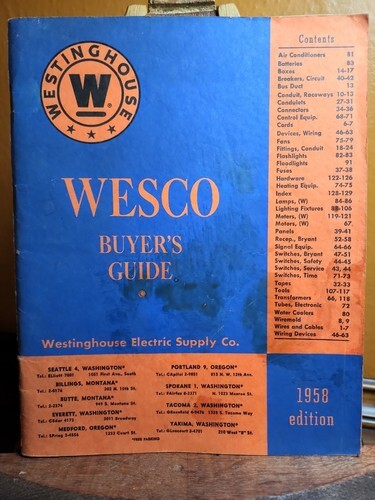 WESTINGHOUSE
W
WESCO
BUYER'S
GUIDE
Westinghouse Electric Supply Co.
Contents
Air Conditioners 81
Batteries 83
Boxes 14-17
Breakers, Circuit 40-42
Bus Duct 13
Conduit, Raceways 10-13
Condulets 27-31
Connectors 34-36
Control Equip. 68-71
Cords 6-7
Devices, Wiring 46-63
Fans 75-79
Fittings, Conduit 18-24
Flashlights 82-83
Floodlights 91
Fuses 37-38
Hardware 122-126
Heating Equip. 74-75
Index 128-129
Lamps, (W) 84-86
Lighting Fixtures 88-106
Motors, (W) 119-121
Motors, (W) 67
Panels 39-41
Recep., Bryant 52-58
Signal Equip. 64-66
Switches, Bryant 47-51
Switches, Safety 44-45
Switches, Service 43, 44
Switches, Time 71-73
Tapes 32-33
Tools 107-117
Transformers 66, 118
Tubes, Electronic 72
Water Coolers 80
Wiremold 8, 9
Wires and Cables 1-7
Wiring Devices 46-63
SEATTLE 4, WASHINGTON*
1051 First Ave., South
BILLINGS, MONTANA*
BUTTE, MONTANA*
EVERETT, WASHINGTON*
MEDFORD, OREGON*
PORTLAND 9, OREGON*
SPOKANE 1, WASHINGTON*
TACOMA 2, WASHINGTON*
YAKIMA, WASHINGTON*
*FREE PARKING
1958
edition